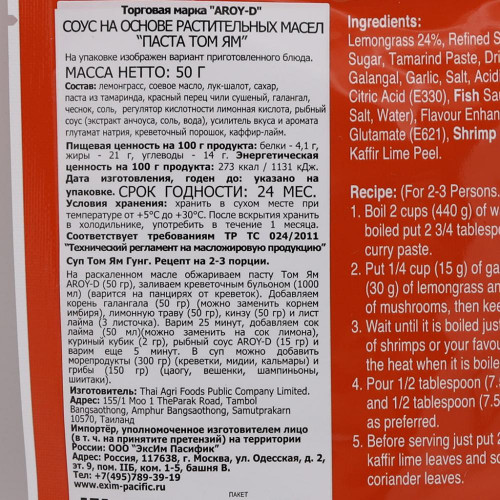 Торговая марка "AROY-D"
СОУС НА ОСНОВЕ РАСТИТЕЛЬНЫХ МАСЕЛ
"ПАСТА ТОМ ЯМ"
На упаковке изображен вариант приготовленного блюда.
МАССА НЕТТО: 50 Г
Состав: лемонграсс, соевое масло, лук-шалот, сахар,
паста из тамаринда, красный перец чили сушеный, галангал,
чеснок, соль, регулятор кислотности лимонная кислота, рыбный
соус (экстракт анчоуса, соль, вода), усилитель вкуса и аромата
глутамат натрия, креветочный порошок, каффир-лайм.
Пищевая ценность на 100 г продукта: белки - 4,1 г,
жиры - 21 г, углеводы - 14 г. Энергетическая
ценность на 100 г продукта: 273 ккал / 1131 кДж.
Дата изготовления, годен до: указано на
упаковке. СРОК ГОДНОСТИ: 24 МЕС.
Условия хранения: хранить в сухом месте при
температуре от +5°С до +30°С. После вскрытия хранить
в холодильнике, употребить в течение 1 месяца.
Соответствует требованиям ТР ТС 024/2011
"Технический регламент на масложировую продукцию"
Суп Том Ям Гунг. Рецепт на 2-3 порции.
На раскаленном масле обжариваем пасту Том Ям
AROY-D (50 гр), заливаем креветочным бульоном (1000
мл) (варится на панцирях от креветок). Добавляем
корень галангала (50 гр) (можно заменить корнем
имбиря), лимонную траву (50 гр), кинзу (50 гр) и лист
лайма (3 листочка). Варим 25 минут, добавляем сок
лайма (50 мл)(можно заменить на сок лимона),
куриный кубик (2 гр), рыбный соус AROY-D (15 гр) и
варим еще 5 минут. В суп можно добавить
морепродукты (300 гр) (креветки, мидии, кальмары) и
грибы (150 гр) (цаогу, вешенки, шампиньоны,
шиитаки).
Изготовитель: Thai Agri Foods Public Company Limited.
Адрес: 155/1 Moo 1 TheParak Road, Tambol
Bangsaothong, Amphur Bangsaothong, Samutprakarn
10570, Таиланд
Импортёр, уполномоченное изготовителем лицо
(в т. ч. на принятите претензий) на территории
России: ООО "ЭксИм Пасифик"
Адрес: Россия, 117638, г. Москва, ул. Одесская, д. 2,
эт. 9, пом. IIБ, ком. 1-5, башня В.
Тел: +7(495)789-39-19
www.exim-pacific.ru
ПАКЕТ
Ingredients:
Lemongrass 24%, Refined S
Sugar, Tamarind Paste, Dri
Galangal, Garlic, Salt, Acid
Citric Acid (E330), Fish Sau
Salt, Water), Flavour Enhan
Glutamate (E621), Shrimp
Kaffir Lime Peel.
Recipe: (For 2-3 Persons.
1. Boil 2 cups (440 g) of w
boiled put 2 3/4 tablespo
curry paste.
2. Put 1/4 cup (15 g) of ga
(30 g) of lemongrass an
of mushrooms, then kee
3. Wait until it is boiled jus
of shrimps or your favou
the heat when it is boile
4. Pour 1/2 tablespoon (7.
and 1/2 tablespoon (7.5
as preferred.
5. Before serving just put 2
kaffir lime leaves and so
coriander leaves.